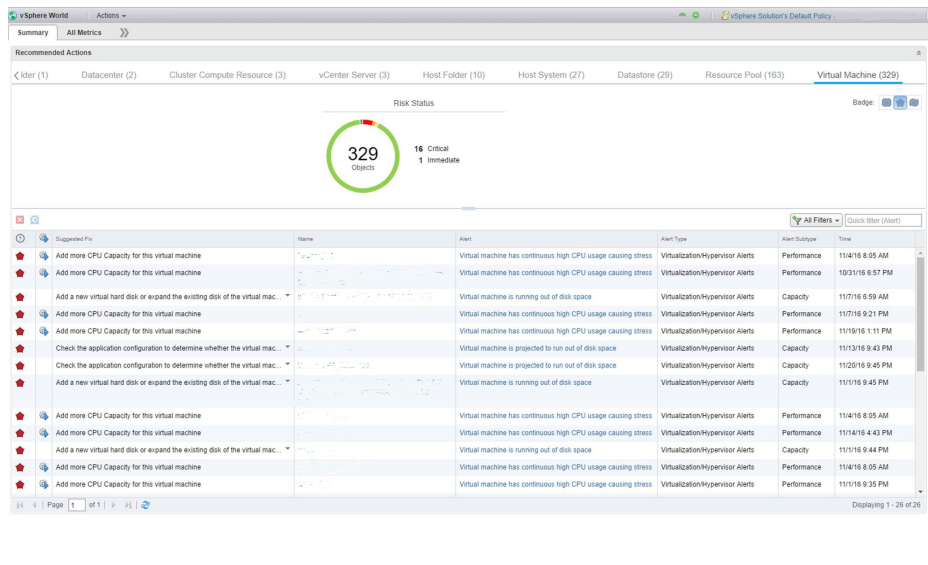 vSphere World Actions vSphere Solution's Default Policy
Summary All Metrics
Recommended Actions
lder (1) Datacenter (2) Cluster Compute Resource (3) vCenter Server (3) Host Folder (10) Host System (27) Datastore (29) Resource Pool (163) Virtual Machine (329)
Risk Status
Badge:
329
Objects
16 Critical
1 Immediate
All Filters Quick filter (Alert)
Suggested Fix Name Alert Alert Type Alert Subtype Time
Add more CPU Capacity for this virtual machine Virtual machine has continuous high CPU usage causing stress Virtualization/Hypervisor Alerts Performance 11/4/16 8:05 AM
Add more CPU Capacity for this virtual machine Virtual machine has continuous high CPU usage causing stress Virtualization/Hypervisor Alerts Performance 10/31/16 6:57 PM
Add a new virtual hard disk or expand the existing disk of the virtual mac... Virtual machine is running out of disk space Virtualization/Hypervisor Alerts Capacity 11/7/16 6:59 AM
Add more CPU Capacity for this virtual machine Virtual machine has continuous high CPU usage causing stress Virtualization/Hypervisor Alerts Performance 11/7/16 9:21 PM
Add more CPU Capacity for this virtual machine Virtual machine has continuous high CPU usage causing stress Virtualization/Hypervisor Alerts Performance 11/19/16 1:11 PM
Check the application configuration to determine whether the virtual mac... Virtual machine is projected to run out of disk space Virtualization/Hypervisor Alerts Capacity 11/13/16 9:43 PM
Check the application configuration to determine whether the virtual mac... Virtual machine is projected to run out of disk space Virtualization/Hypervisor Alerts Capacity 11/20/16 9:45 PM
Add a new virtual hard disk or expand the existing disk of the virtual mac... Virtual machine is running out of disk space Virtualization/Hypervisor Alerts Capacity 11/1/16 9:45 PM
Add more CPU Capacity for this virtual machine Virtual machine has continuous high CPU usage causing stress Virtualization/Hypervisor Alerts Performance 11/4/16 8:05 AM
Add more CPU Capacity for this virtual machine Virtual machine has continuous high CPU usage causing stress Virtualization/Hypervisor Alerts Performance 11/14/16 4:43 PM
Add a new virtual hard disk or expand the existing disk of the virtual mac... Virtual machine is running out of disk space Virtualization/Hypervisor Alerts Capacity 11/1/16 9:44 PM
Add more CPU Capacity for this virtual machine Virtual machine has continuous high CPU usage causing stress Virtualization/Hypervisor Alerts Performance 11/4/16 8:05 AM
Add more CPU Capacity for this virtual machine Virtual machine has continuous high CPU usage causing stress Virtualization/Hypervisor Alerts Performance 11/1/16 9:35 PM
Page 1 of 1 Displaying 1 - 26 of 26